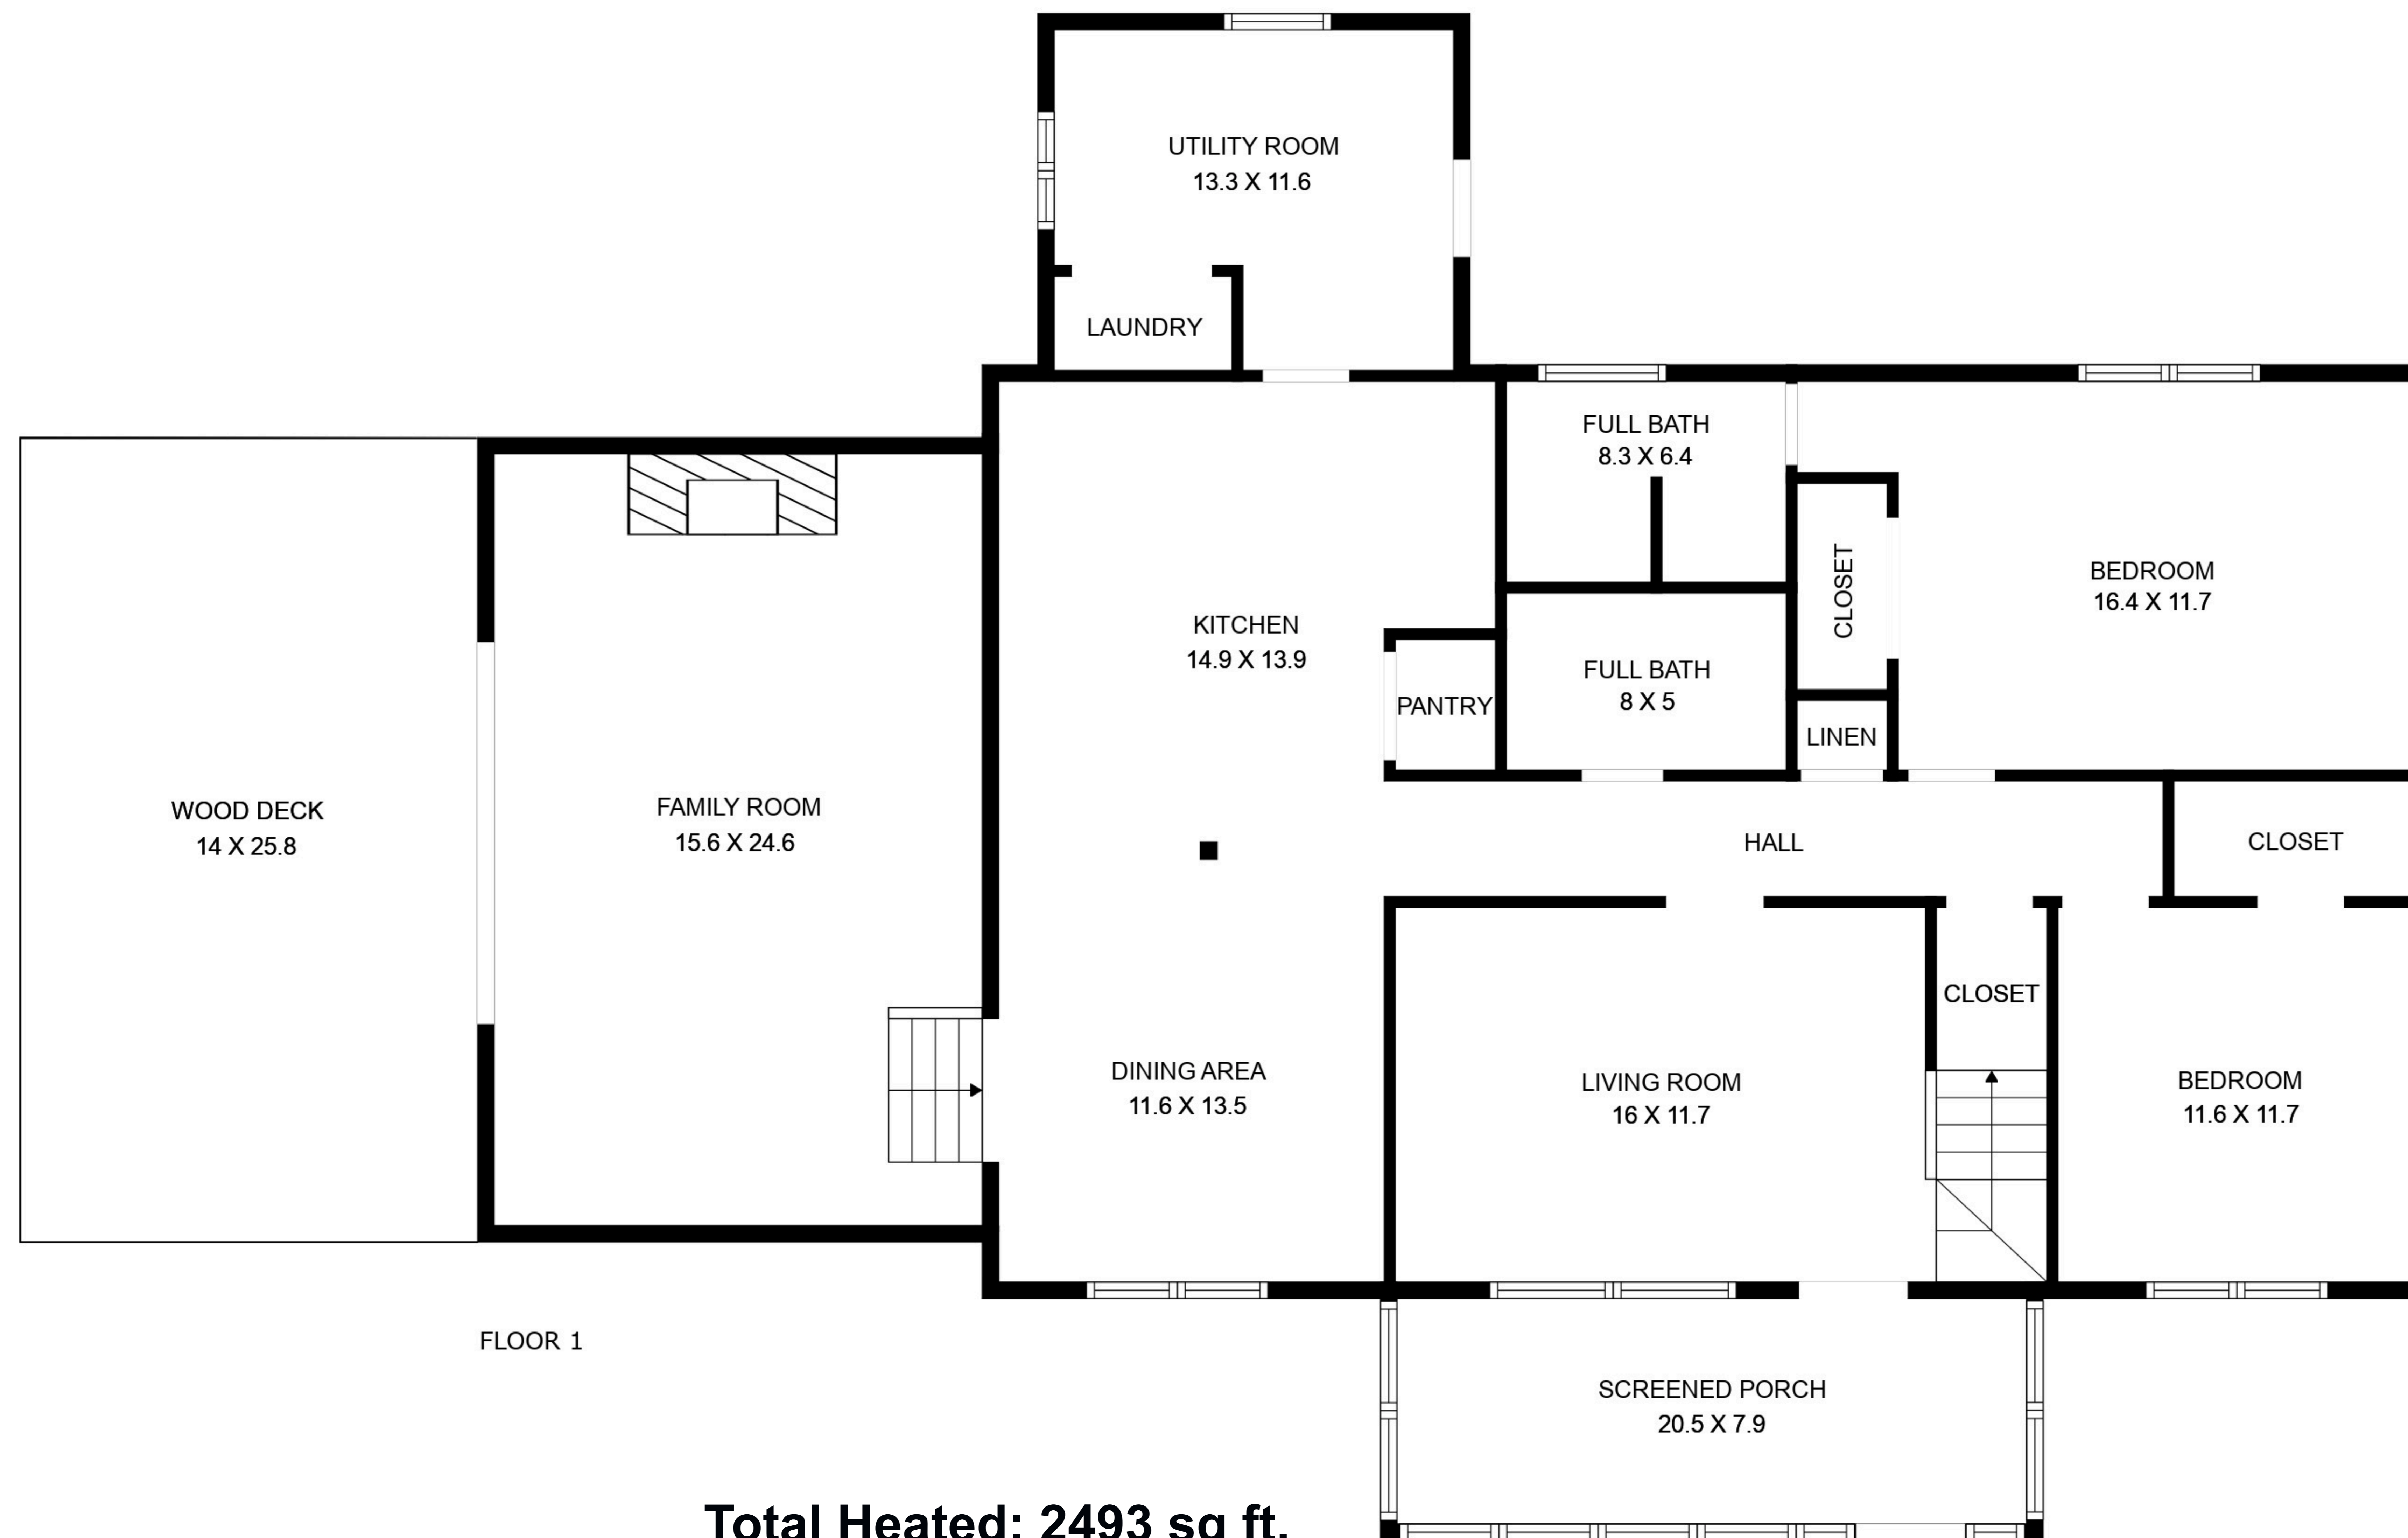 UTILITY ROOM
13.3 X 11.6
LAUNDRY
FULL BATH
8.3 X 6.4
CLOSET
BEDROOM
16.4 X 11.7
KITCHEN
14.9 X 13.9
PANTRY
FULL BATH
8 X 5
LINEN
WOOD DECK
14 X 25.8
FAMILY ROOM
15.6 X 24.6
HALL
CLOSET
CLOSET
DINING AREA
11.6 X 13.5
LIVING ROOM
16 X 11.7
BEDROOM
11.6 X 11.7
FLOOR 1
SCREENED PORCH
20.5 X 7.9
Total Heated: 2493 sq ft.